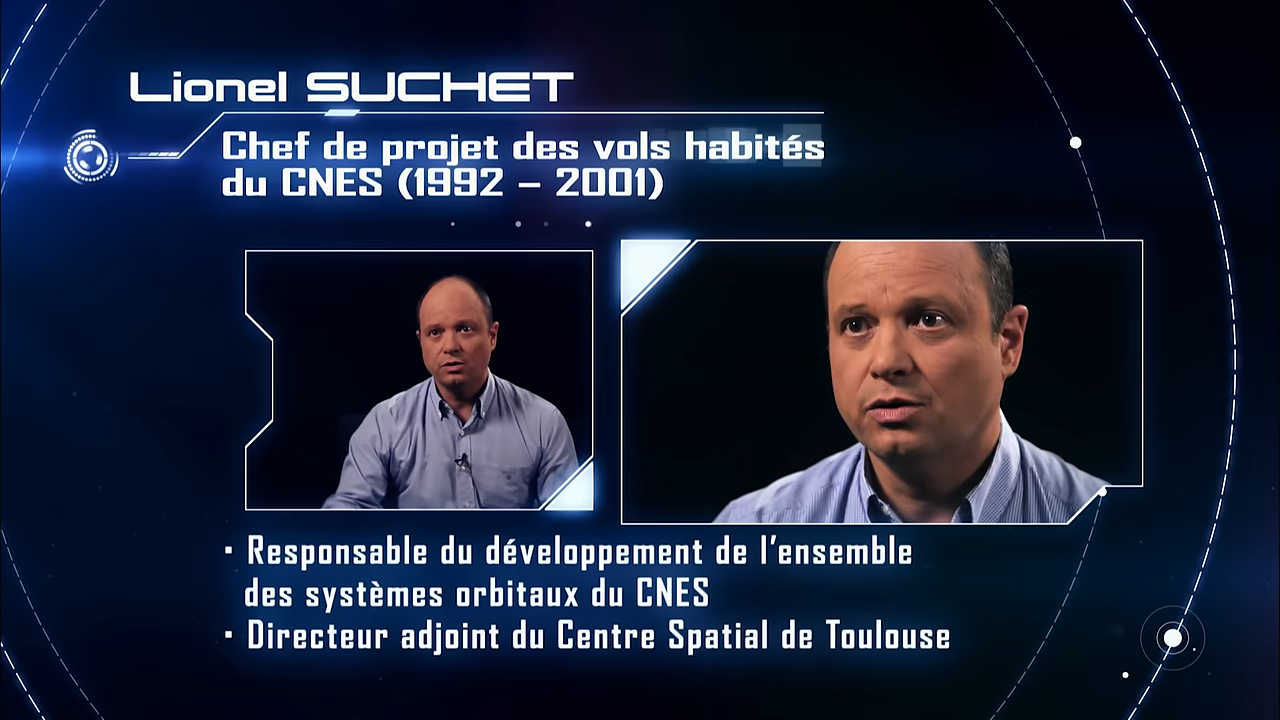 Lionel SUCHET
Chef de projet des vols habités
du CNES (1992 – 2001)
· Responsable du développement de l'ensemble
des systèmes orbitaux du CNES
· Directeur adjoint du Centre Spatial de Toulouse